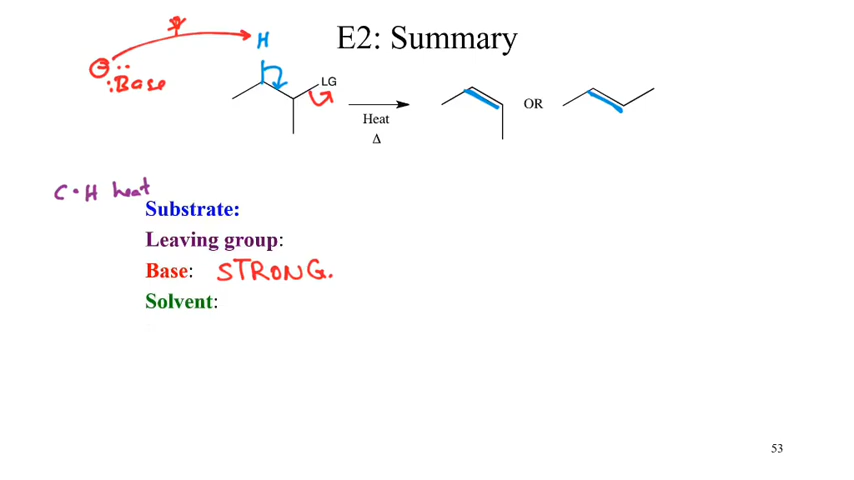 E2: Summary
H
:Base
LG
Heat
Δ
OR
C·H heat
Substrate:
Leaving group:
Base: STRONG.
Solvent:
53